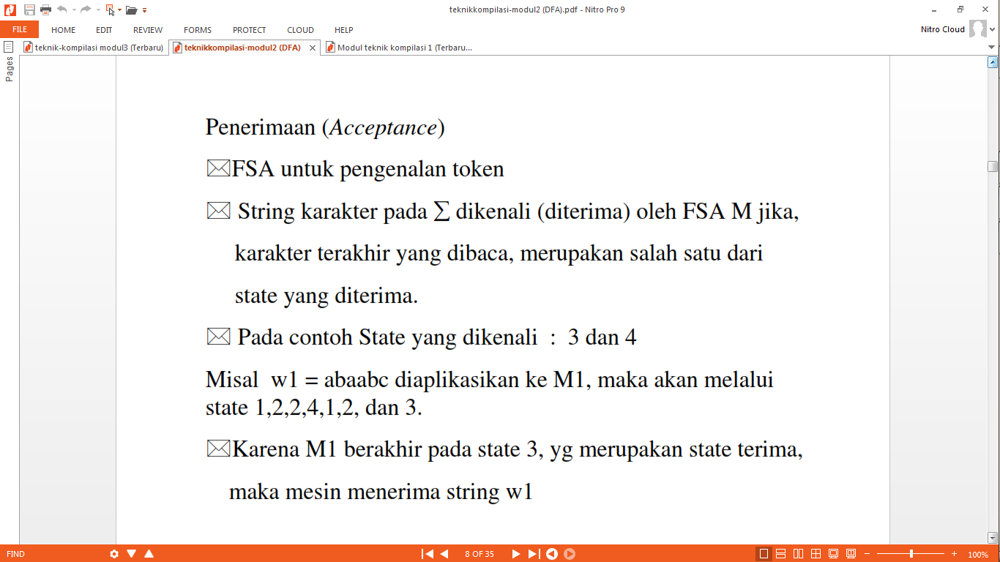 teknikkompilasi-modul2 (DFA).pdf - Nitro Pro 9
FILE HOME EDIT REVIEW FORMS PROTECT CLOUD HELP
Nitro Cloud
teknik-kompilasi modul3 (Terbaru) teknikkompilasi-modul2 (DFA) Modul teknik kompilasi 1 (Terbaru...
Pages
Penerimaan (Acceptance)
FSA untuk pengenalan token
String karakter pada ∑ dikenali (diterima) oleh FSA M jika,
karakter terakhir yang dibaca, merupakan salah satu dari
state yang diterima.
Pada contoh State yang dikenali : 3 dan 4
Misal w1 = abaabc diaplikasikan ke M1, maka akan melalui
state 1,2,2,4,1,2, dan 3.
Karena M1 berakhir pada state 3, yg merupakan state terima,
maka mesin menerima string w1
FIND
8 OF 35
100%